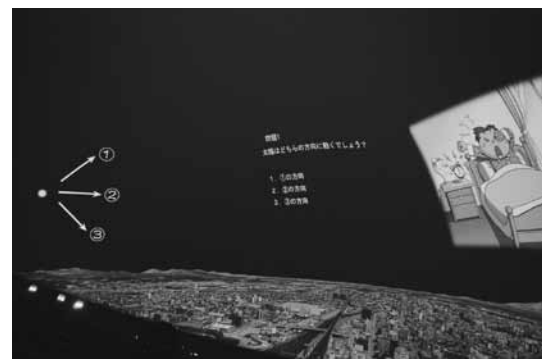 ①
②
③
問題!
太陽はどちらの方向に動くでしょう?
1. ①の方向
2. ②の方向
3. ③の方向